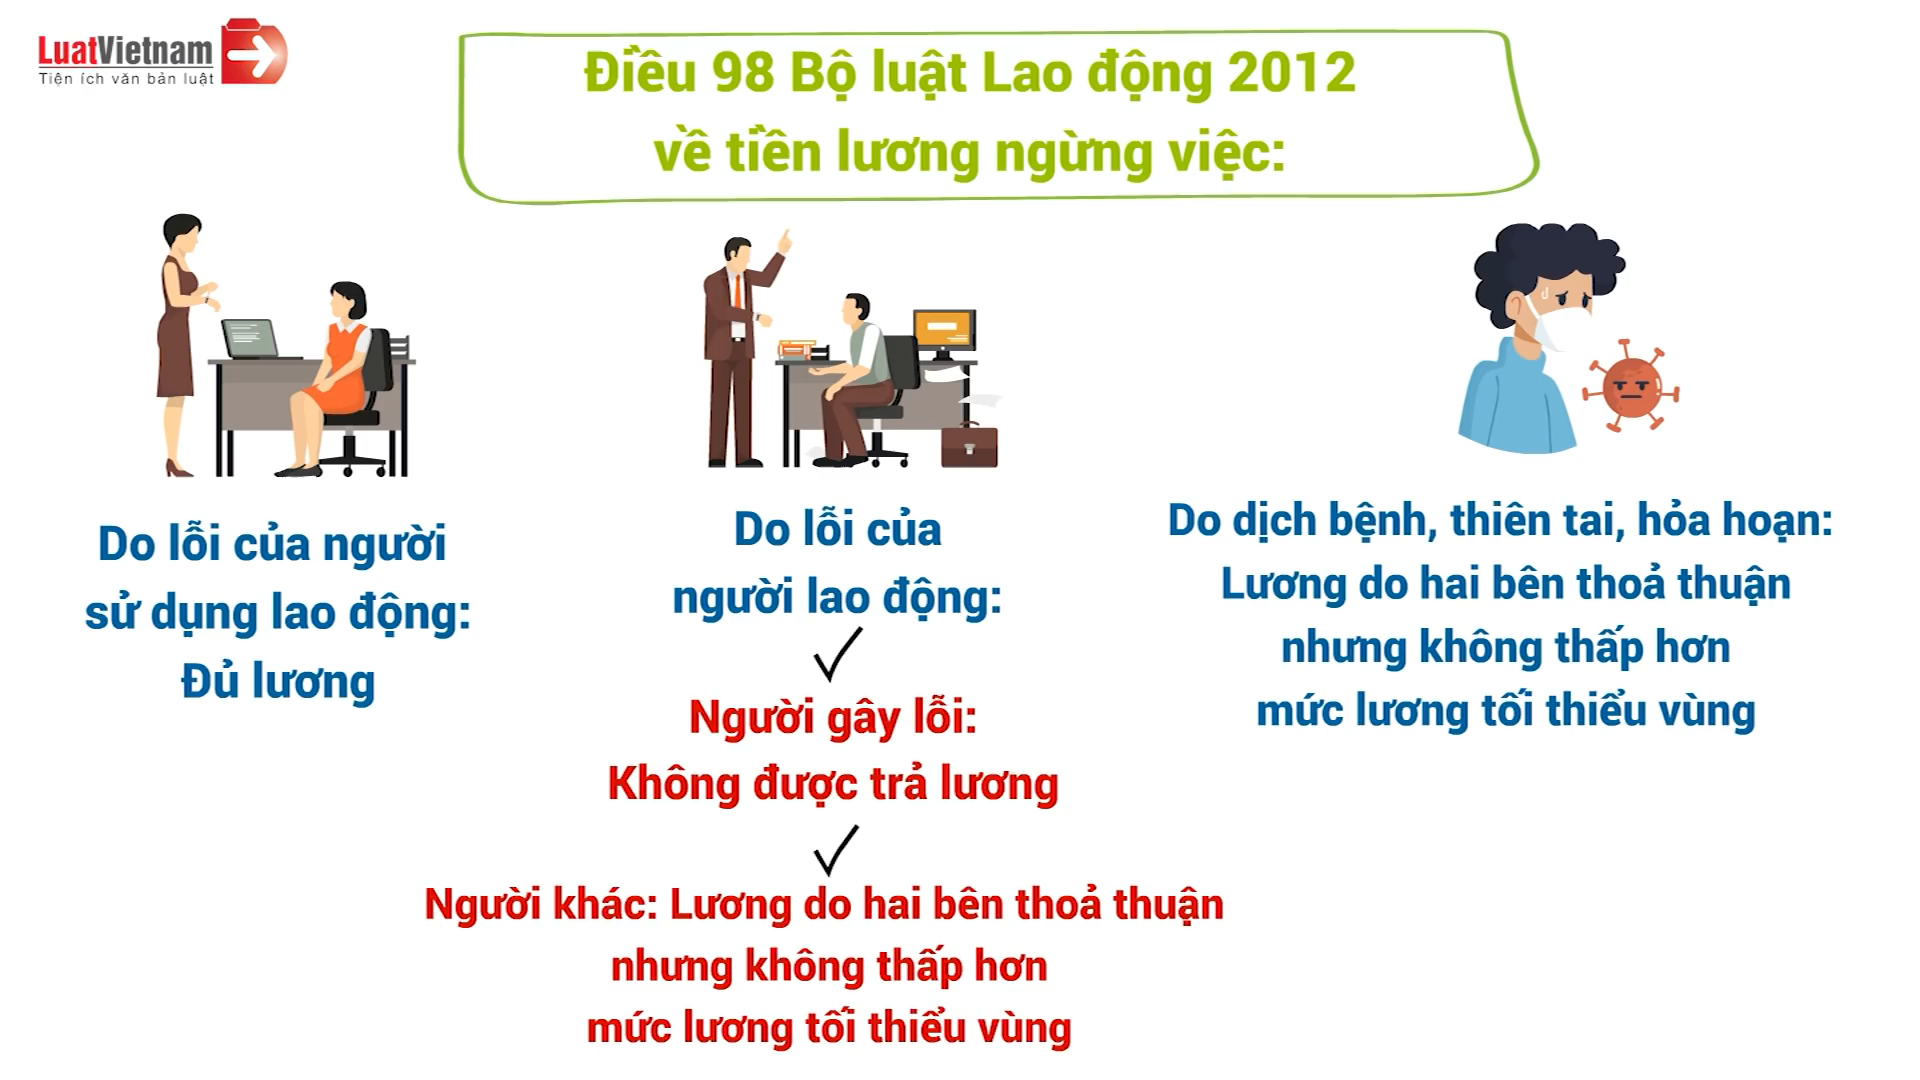 LuatVietnam
Tiện ích văn bản luật
Điều 98 Bộ luật Lao động 2012
về tiền lương ngừng việc:
Do lỗi của người
sử dụng lao động:
Đủ lương
Do lỗi của
người lao động:
Người gây lỗi:
Không được trả lương
Người khác: Lương do hai bên thoả thuận
nhưng không thấp hơn
mức lương tối thiểu vùng
Do dịch bệnh, thiên tai, hỏa hoạn:
Lương do hai bên thoả thuận
nhưng không thấp hơn
mức lương tối thiểu vùng